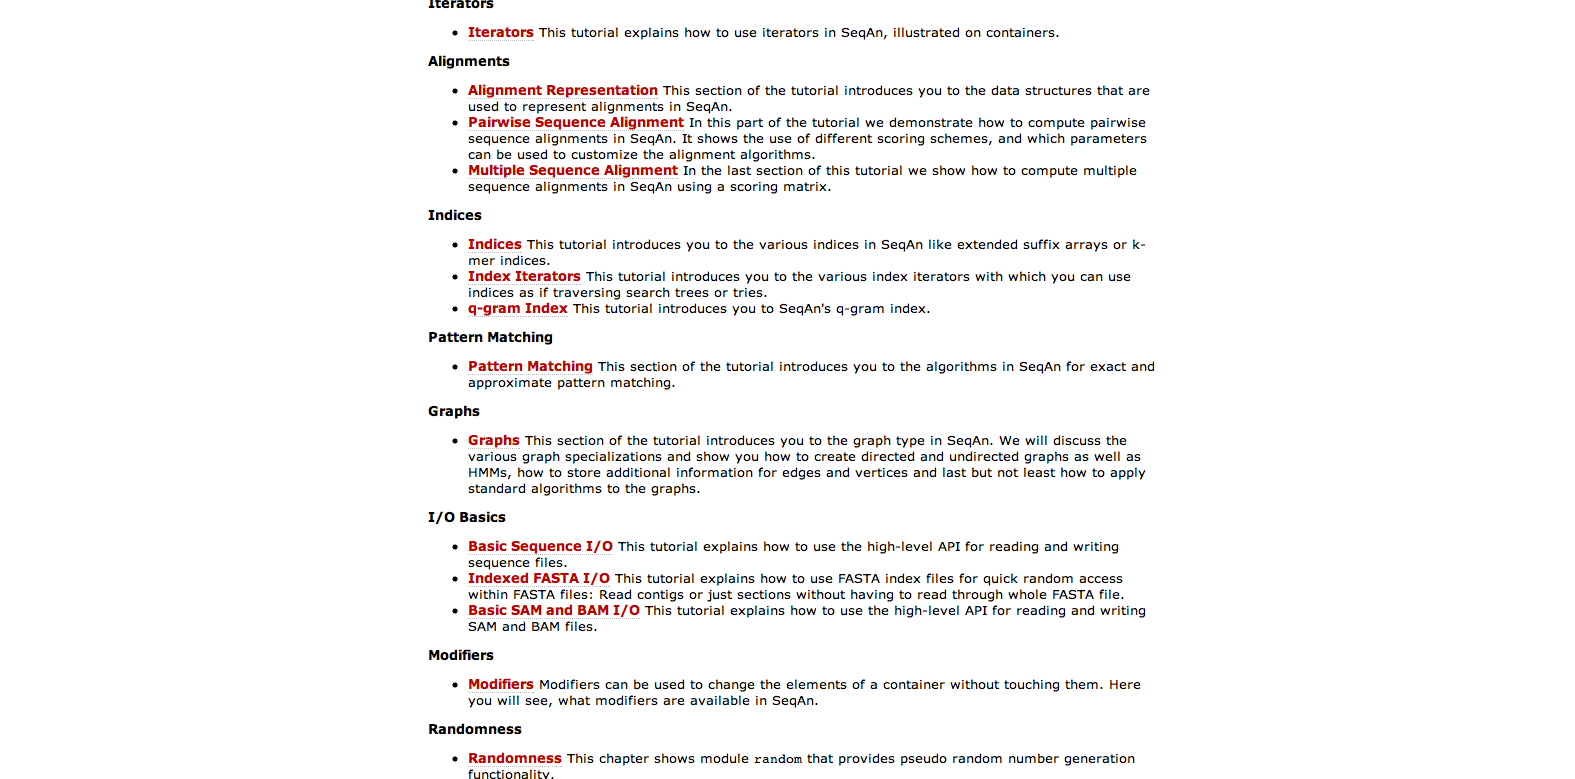 Iterators
• Iterators This tutorial explains how to use iterators in SeqAn, illustrated on containers.
Alignments
• Alignment Representation This section of the tutorial introduces you to the data structures that are
used to represent alignments in SeqAn.
• Pairwise Sequence Alignment In this part of the tutorial we demonstrate how to compute pairwise
sequence alignments in SeqAn. It shows the use of different scoring schemes, and which parameters
can be used to customize the alignment algorithms.
• Multiple Sequence Alignment In the last section of this tutorial we show how to compute multiple
sequence alignments in SeqAn using a scoring matrix.
Indices
• Indices This tutorial introduces you to the various indices in SeqAn like extended suffix arrays or k-
mer indices.
• Index Iterators This tutorial introduces you to the various index iterators with which you can use
indices as if traversing search trees or tries.
• q-gram Index This tutorial introduces you to SeqAn's q-gram index.
Pattern Matching
• Pattern Matching This section of the tutorial introduces you to the algorithms in SeqAn for exact and
approximate pattern matching.
Graphs
• Graphs This section of the tutorial introduces you to the graph type in SeqAn. We will discuss the
various graph specializations and show you how to create directed and undirected graphs as well as
HMMs, how to store additional information for edges and vertices and last but not least how to apply
standard algorithms to the graphs.
I/O Basics
• Basic Sequence I/O This tutorial explains how to use the high-level API for reading and writing
sequence files.
• Indexed FASTA I/O This tutorial explains how to use FASTA index files for quick random access
within FASTA files: Read contigs or just sections without having to read through whole FASTA file.
• Basic SAM and BAM I/O This tutorial explains how to use the high-level API for reading and writing
SAM and BAM files.
Modifiers
• Modifiers Modifiers can be used to change the elements of a container without touching them. Here
you will see, what modifiers are available in SeqAn.
Randomness
• Randomness This chapter shows module random that provides pseudo random number generation
functionality.